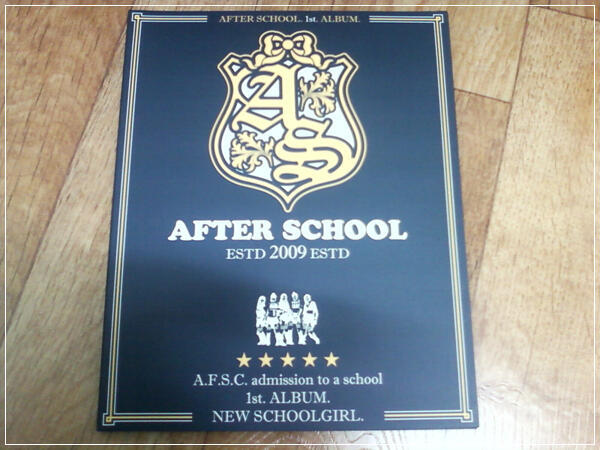 AFTER SCHOOL. 1st. ALBUM.
AS
AFTER SCHOOL
ESTD 2009 ESTD
A.F.S.C. admission to a school
1st. ALBUM.
NEW SCHOOLGIRL.